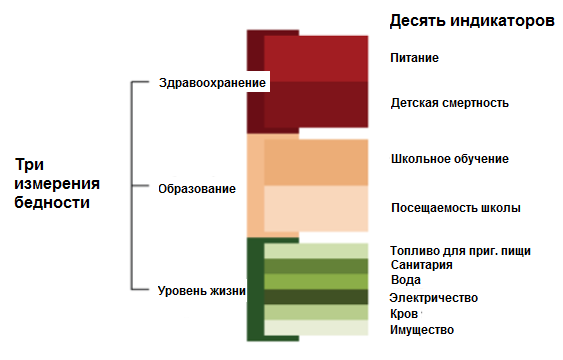 Десять индикаторов
Питание
Здравоохранение
Детская смертность
Три
измерения
бедности
Школьное обучение
Образование
Посещаемость школы
Топливо для приг. пищи
Санитария
Вода
Уровень жизни
Электричество
Кров
Имущество